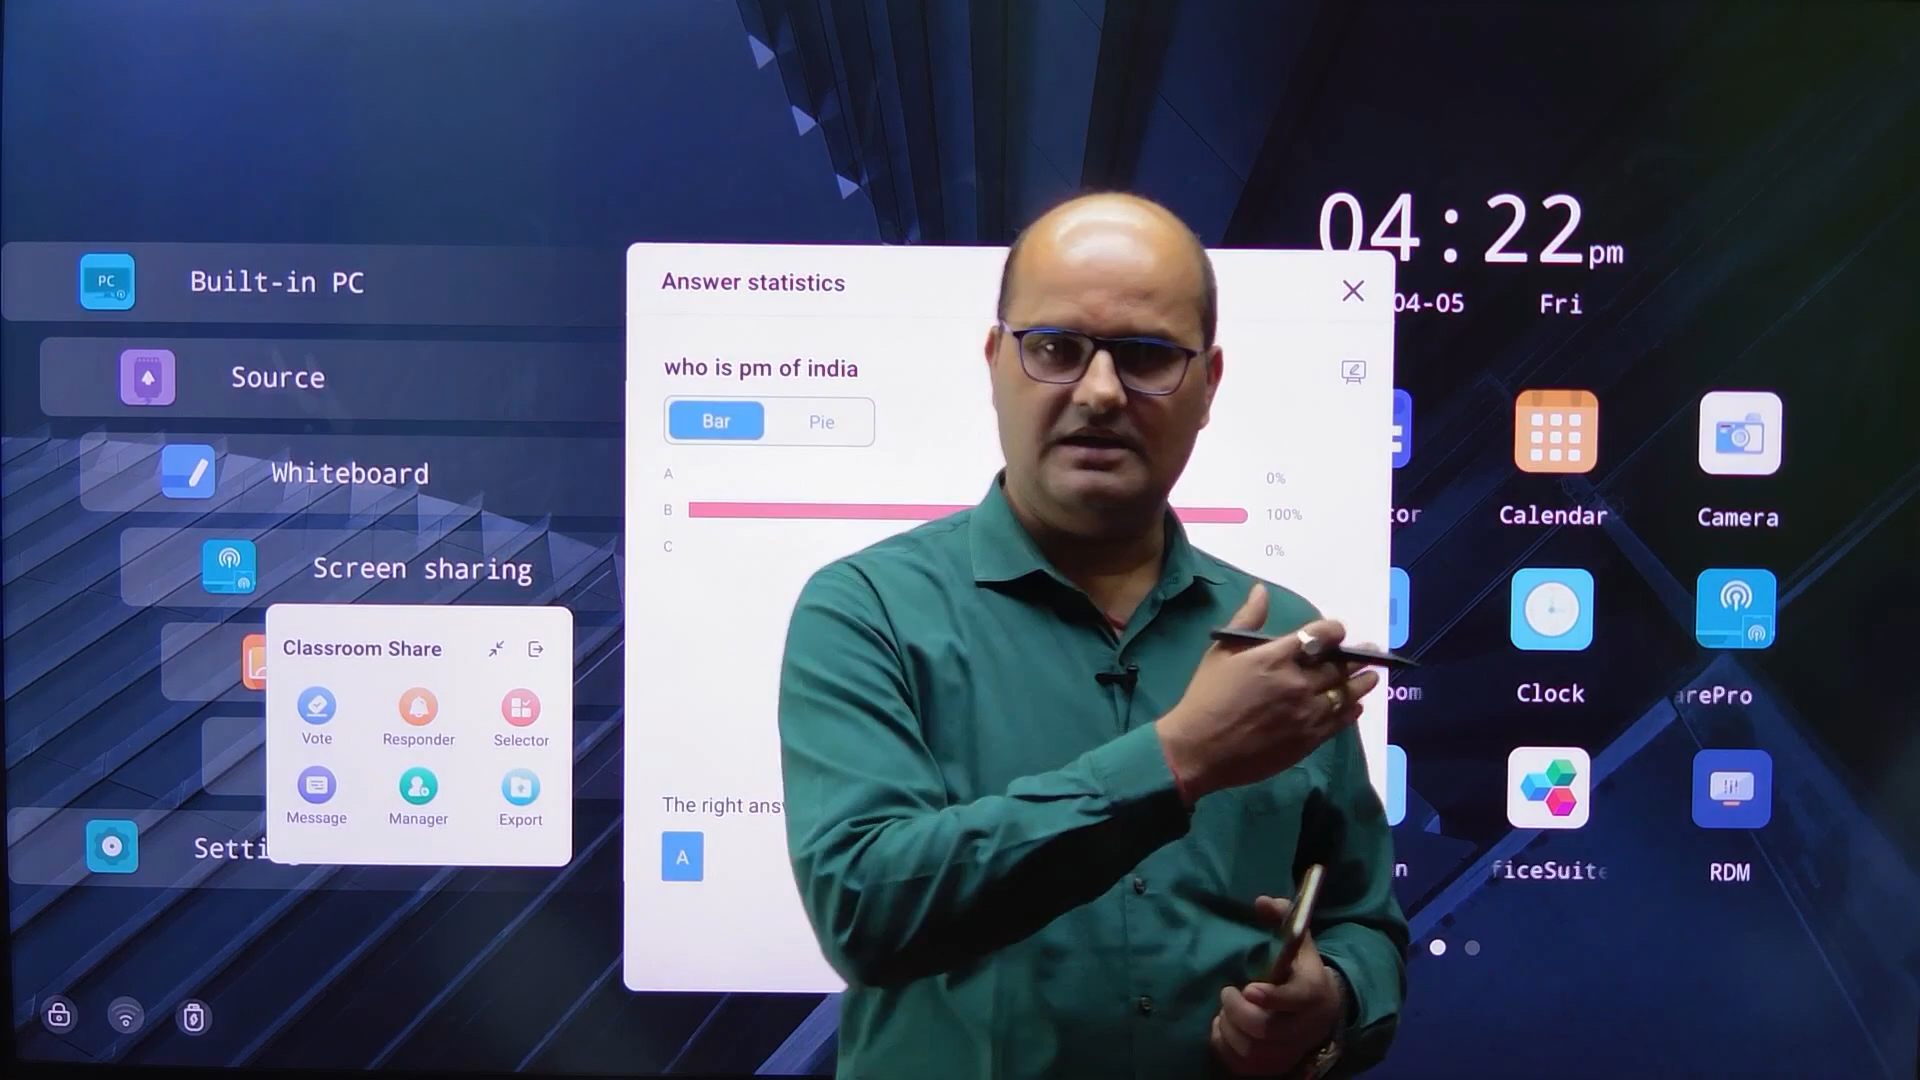 04:22pm
04-05 Fri
PC
Built-in PC
Source
Whiteboard
Screen sharing
Classroom Share
Vote Responder Selector
Message Manager Export
Answer statistics
who is pm of india
Bar Pie
A 0%
B 100%
C 0%
The right
A
Calendar Camera
Clock
RDM